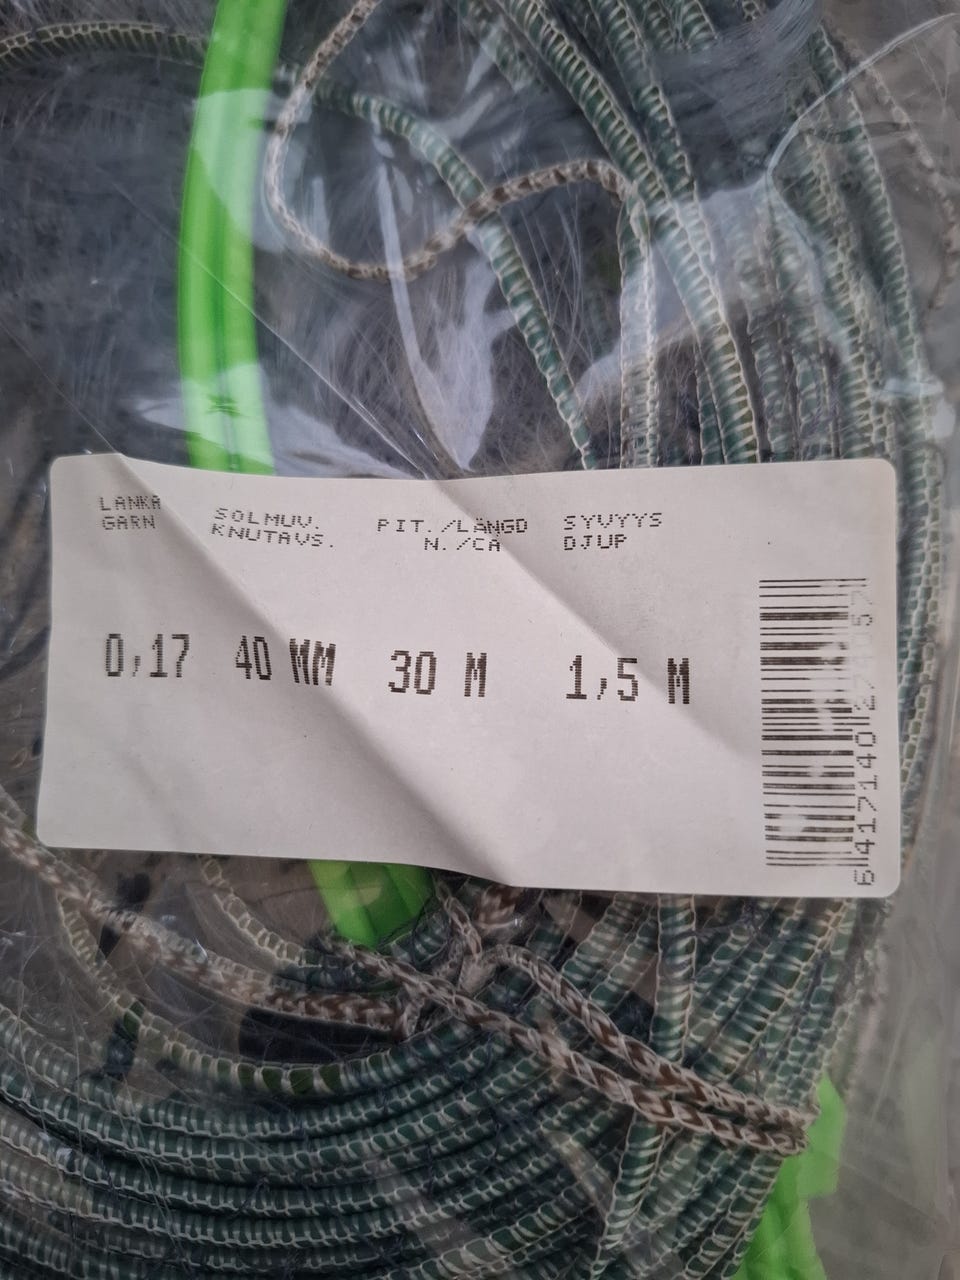 LANKA
GARN
SOLMUV.
KNUTAVS.
PIT./LÄNGD
N./CA
SYVYYS
DJUP
0,17 40 MM 30 M 1,5 M